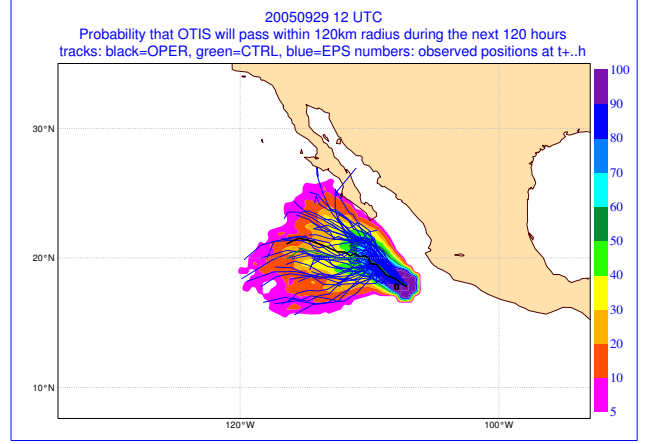 20050929 12 UTC
Probability that OTIS will pass within 120km radius during the next 120 hours
tracks: black=OPER, green=CTRL, blue=EPS numbers: observed positions at t+..h
100
90
80
70
60
50
40
30
20
10
5
30°N
20°N
10°N
120°W
100°W
0